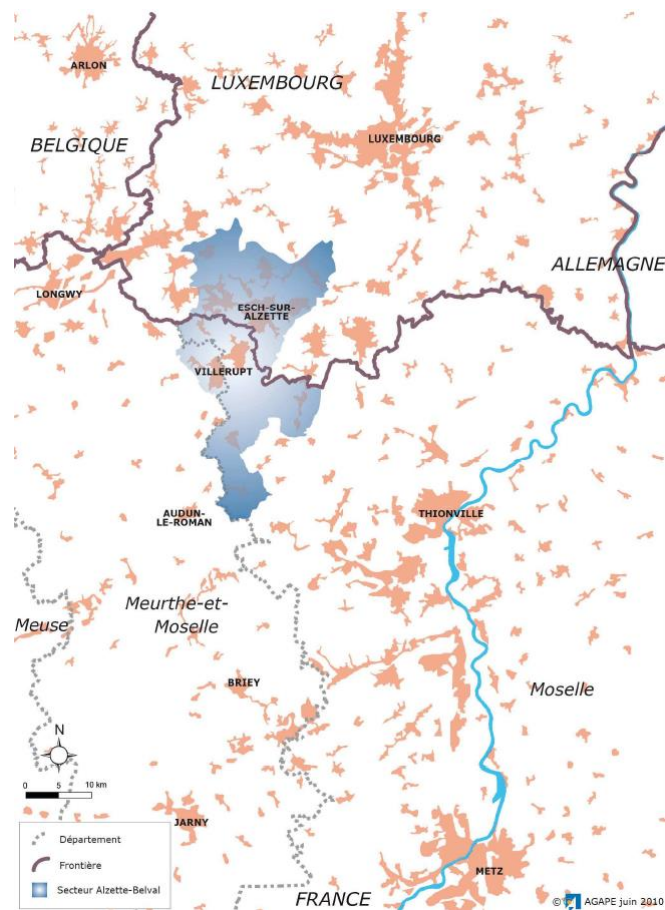 ARLON
LUXEMBOURG
LUXEMBOURG
BELGIQUE
ALLEMAGNE
LONGWY
ESCH-SUR-
ALZETTE
VILLERUPT
AUDUN-
LE-ROMAN
THIONVILLE
Meurthe-et-
Moselle
Meuse
BRIEY
Moselle
N
0 5 10 km
JARNY
Département
Frontière
Secteur Alzette-Belval
METZ
FRANCE
© AGAPE juin 2010